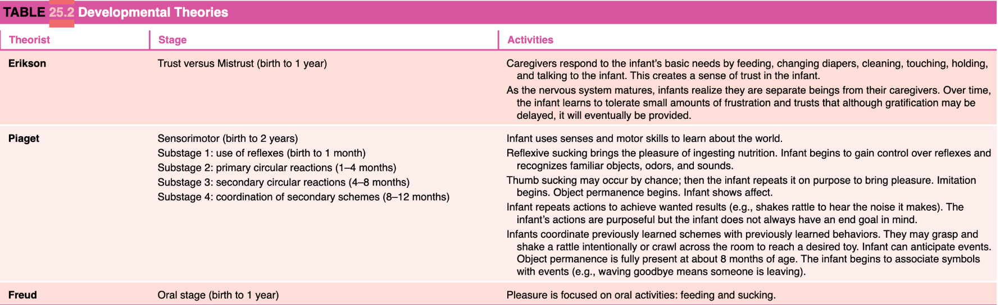 TABLE 25.2 Developmental Theories
Theorist Stage Activities
Erikson
Trust versus Mistrust (birth to 1 year)
Caregivers respond to the infant’s basic needs by feeding, changing diapers, cleaning, touching, holding,
and talking to the infant. This creates a sense of trust in the infant.
As the nervous system matures, infants realize they are separate beings from their caregivers. Over time,
the infant learns to tolerate small amounts of frustration and trusts that although gratification may be
delayed, it will eventually be provided.
Piaget
Sensorimotor (birth to 2 years)
Substage 1: use of reflexes (birth to 1 month)
Substage 2: primary circular reactions (1–4 months)
Substage 3: secondary circular reactions (4–8 months)
Substage 4: coordination of secondary schemes (8–12 months)
Infant uses senses and motor skills to learn about the world.
Reflexive sucking brings the pleasure of ingesting nutrition. Infant begins to gain control over reflexes and
recognizes familiar objects, odors, and sounds.
Thumb sucking may occur by chance; then the infant repeats it on purpose to bring pleasure. Imitation
begins. Object permanence begins. Infant shows affect.
Infant repeats actions to achieve wanted results (e.g., shakes rattle to hear the noise it makes). The
infant’s actions are purposeful but the infant does not always have an end goal in mind.
Infants coordinate previously learned schemes with previously learned behaviors. They may grasp and
shake a rattle intentionally or crawl across the room to reach a desired toy. Infant can anticipate events.
Object permanence is fully present at about 8 months of age. The infant begins to associate symbols
with events (e.g., waving goodbye means someone is leaving).
Freud
Oral stage (birth to 1 year)
Pleasure is focused on oral activities: feeding and sucking.